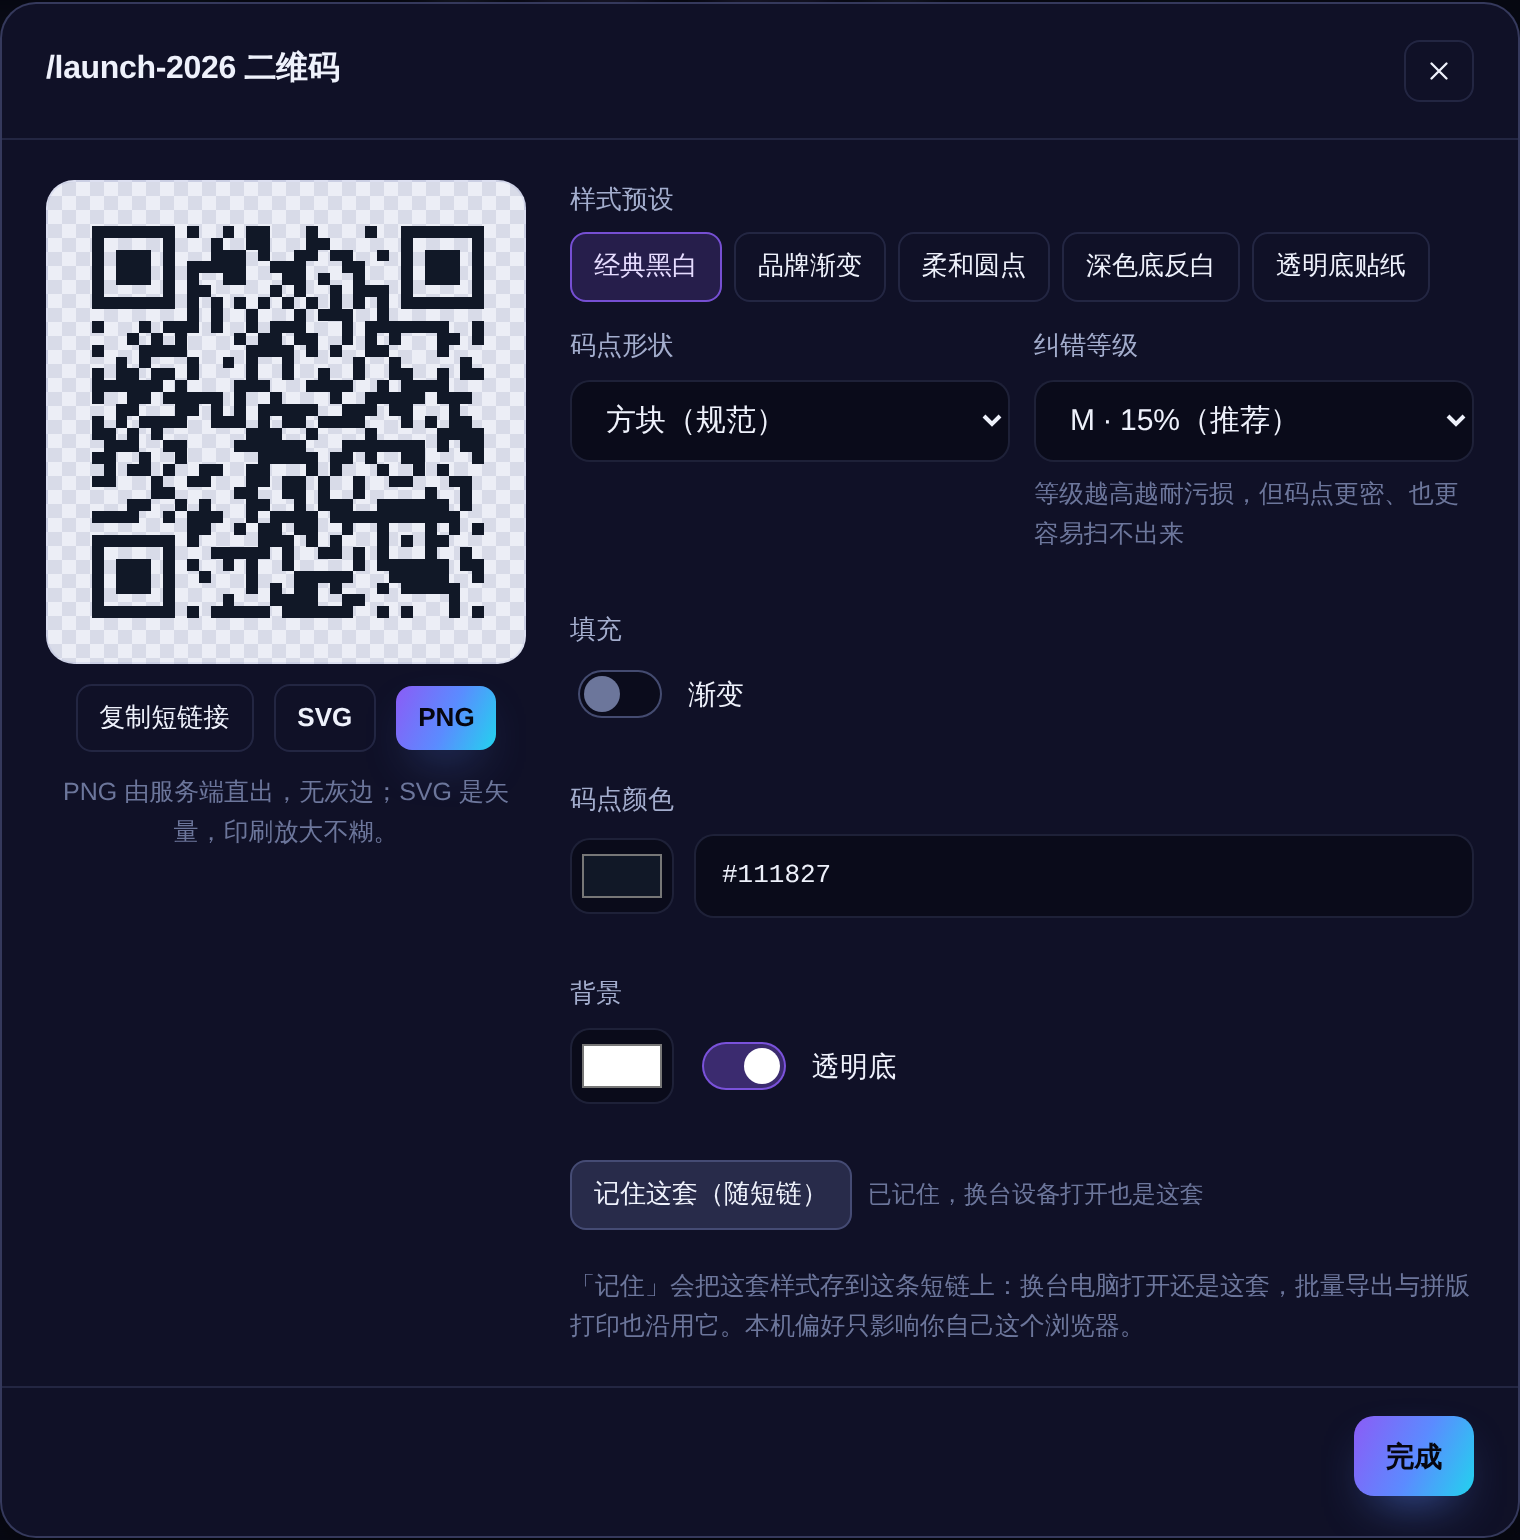 /launch-2026 二维码
样式预设
经典黑白
品牌渐变
柔和圆点
深色底反白
透明底贴纸
码点形状
纠错等级
方块（规范）
M · 15%（推荐）
等级越高越耐污损，但码点更密、也更
容易扫不出来
填充
渐变
复制短链接
SVG
PNG
PNG 由服务端直出，无灰边；SVG 是矢
量，印刷放大不糊。
码点颜色
#111827
背景
透明底
记住这套（随短链）
已记住，换台设备打开也是这套
「记住」会把这套样式存到这条短链上：换台电脑打开还是这套，批量导出与拼版
打印也沿用它。本机偏好只影响你自己这个浏览器。
完成